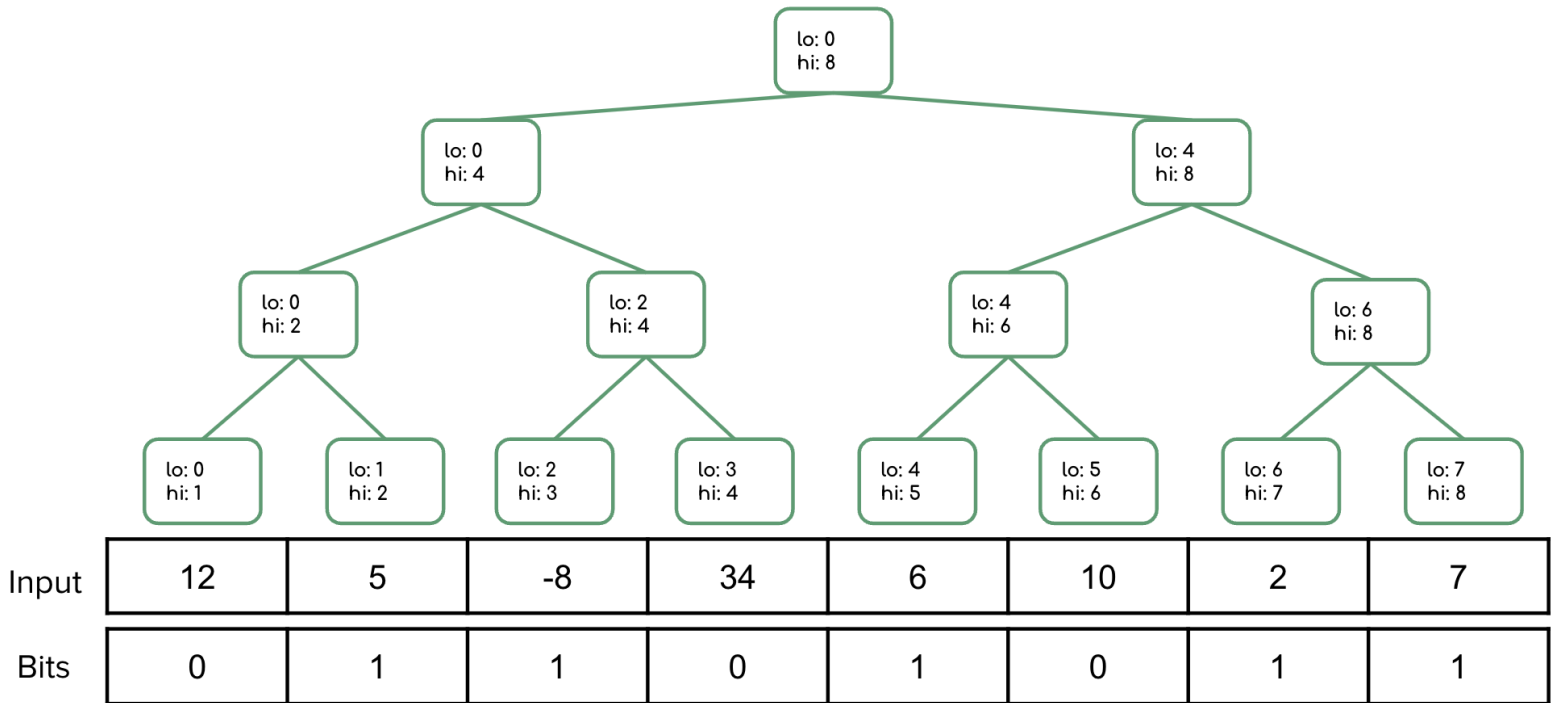 lo: 0
hi: 8
lo: 0
hi: 4
lo: 4
hi: 8
lo: 0
hi: 2
lo: 2
hi: 4
lo: 4
hi: 6
lo: 6
hi: 8
lo: 0
hi: 1
lo: 1
hi: 2
lo: 2
hi: 3
lo: 3
hi: 4
lo: 4
hi: 5
lo: 5
hi: 6
lo: 6
hi: 7
lo: 7
hi: 8
Input 12 5 -8 34 6 10 2 7
Bits 0 1 1 0 1 0 1 1